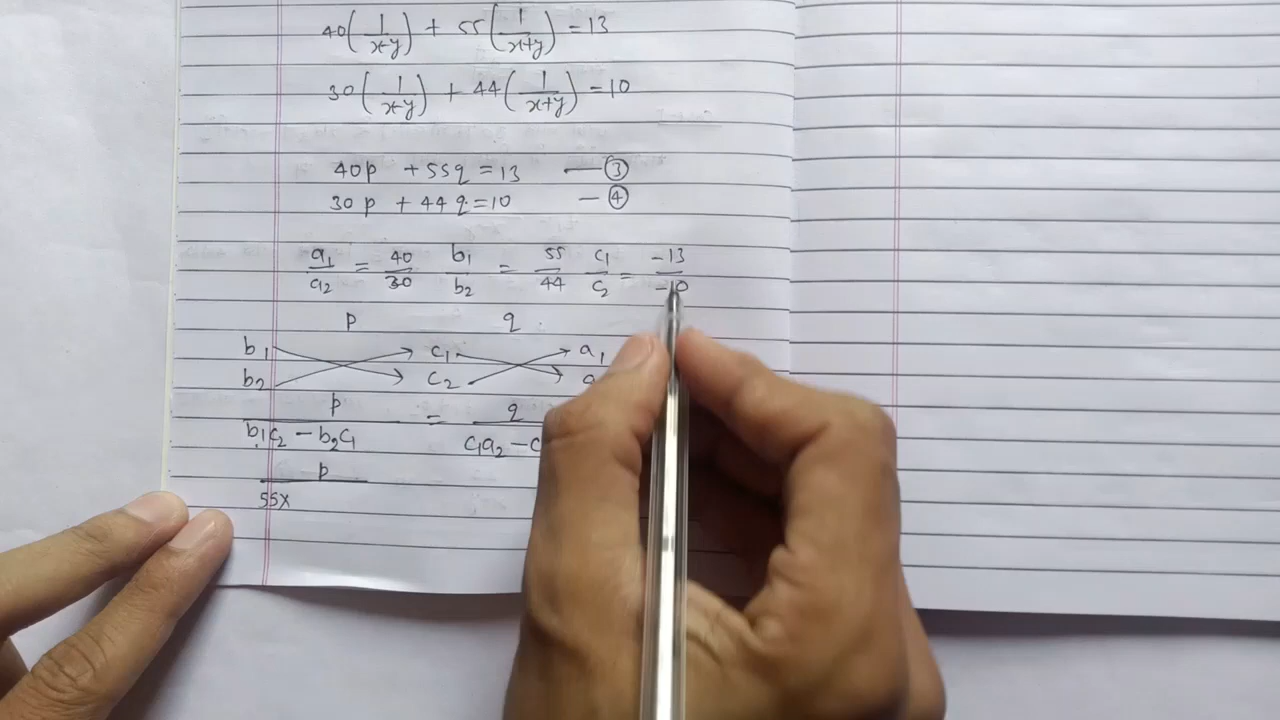 40(1/x+y) + 55(1/x+y) = 13
30(1/x+y) + 44(1/x+y) = 10
40p + 55q = 13 — ③
30p + 44q = 10 — ④
a₁/a₂ = 40/30 b₁/b₂ = 55/44 c₁/c₂ = -13/-10
p q
b₁ c₁ a₁
b₂ c₂ a
p/b₁c₂ - b₂c₁ = q/c₁a₂ - c
p/55x